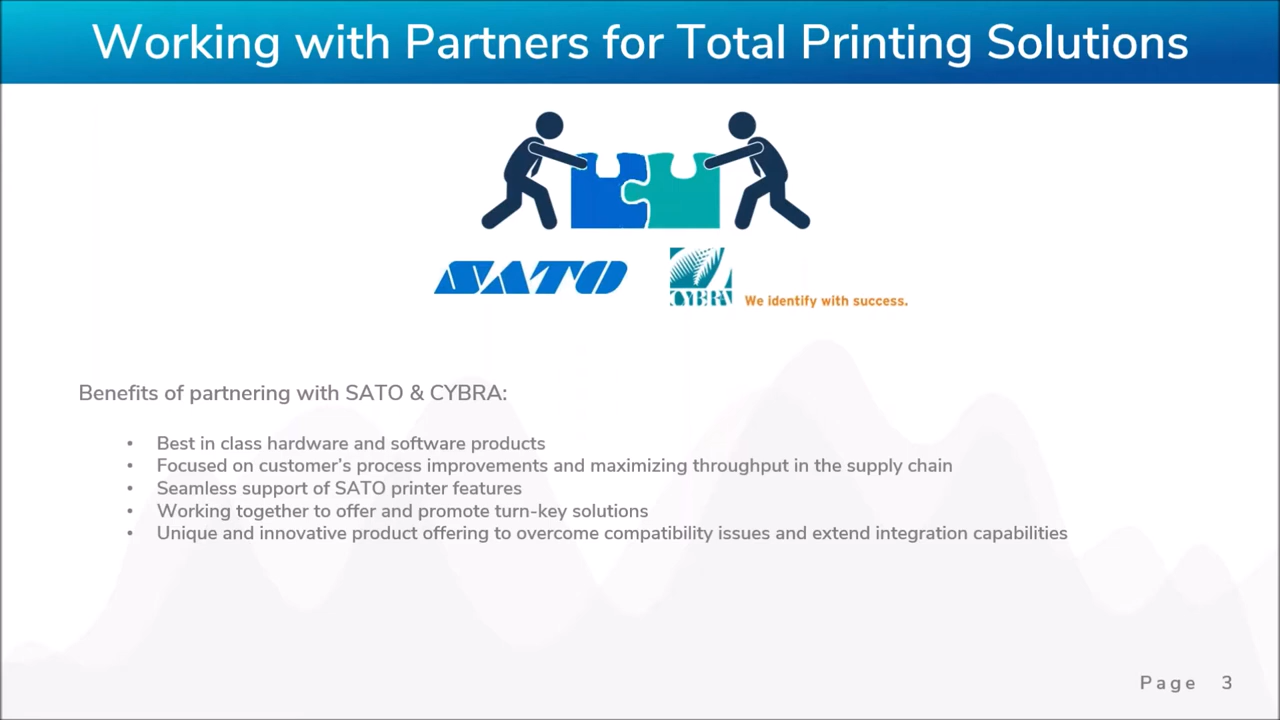 Working with Partners for Total Printing Solutions
SATO
CYBRA
We identify with success.
Benefits of partnering with SATO & CYBRA:
• Best in class hardware and software products
• Focused on customer's process improvements and maximizing throughput in the supply chain
• Seamless support of SATO printer features
• Working together to offer and promote turn-key solutions
• Unique and innovative product offering to overcome compatibility issues and extend integration capabilities
Page 3